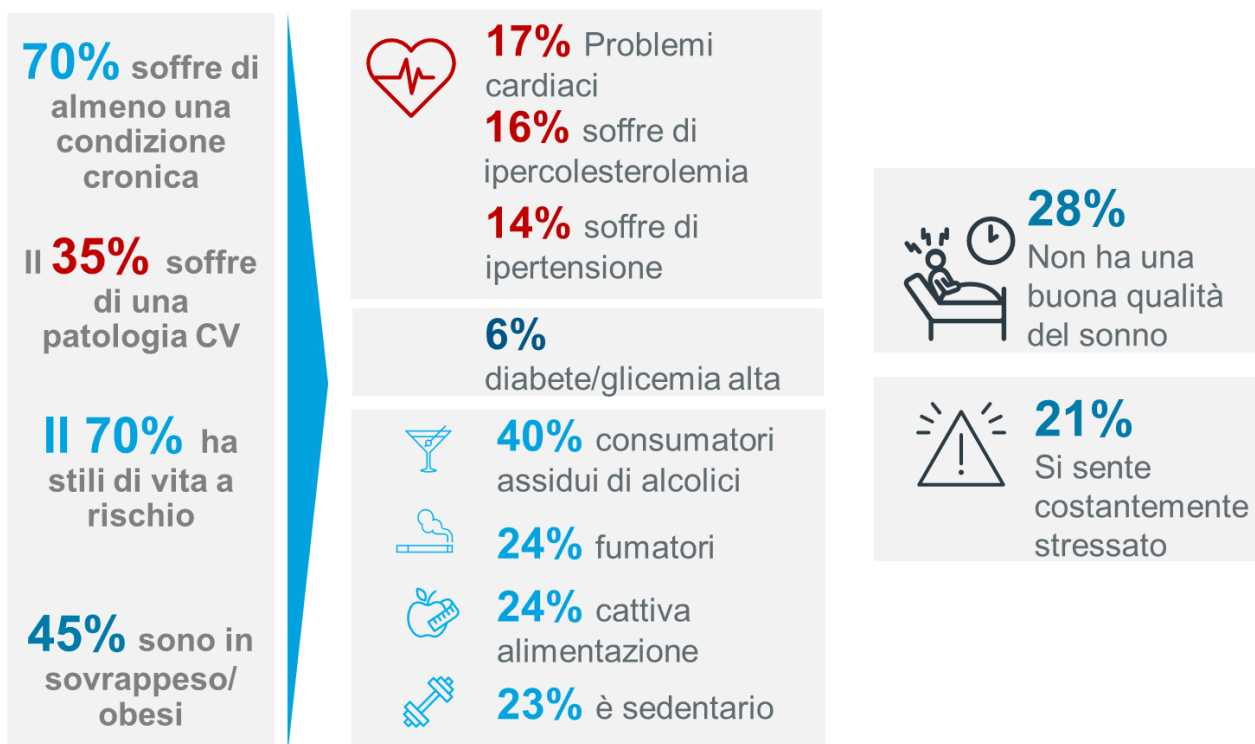 70% soffre di
almeno una
condizione
cronica
Il 35% soffre
di una
patologia CV
Il 70% ha
stili di vita a
rischio
45% sono in
sovrappeso/
obesi
17% Problemi
cardiaci
16% soffre di
ipercolesterolemia
14% soffre di
ipertensione
6%
diabete/glicemia alta
40% consumatori
assidui di alcolici
24% fumatori
24% cattiva
alimentazione
23% è sedentario
28%
Non ha una
buona qualità
del sonno
21%
Si sente
costantemente
stressato